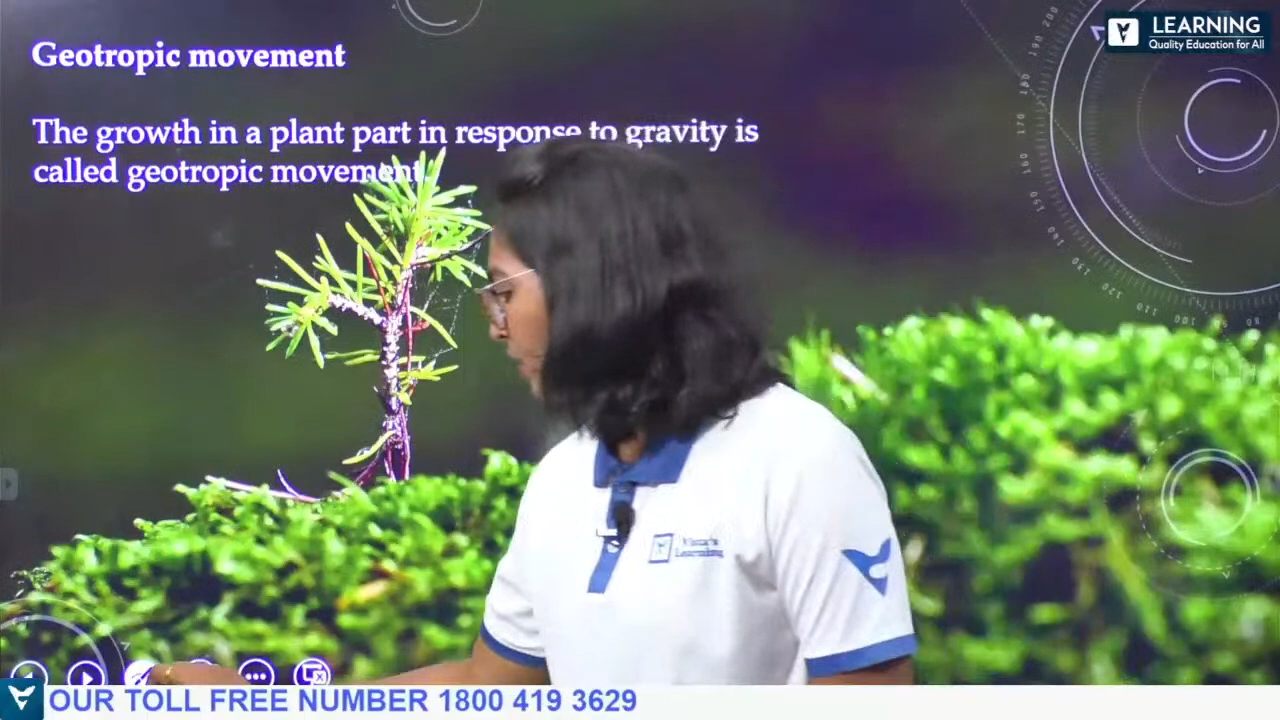 LEARNING
Quality Education for All
Geotropic movement
The growth in a plant part in response to gravity is
called geotropic movement
Learning
OUR TOLL FREE NUMBER 1800 419 3629